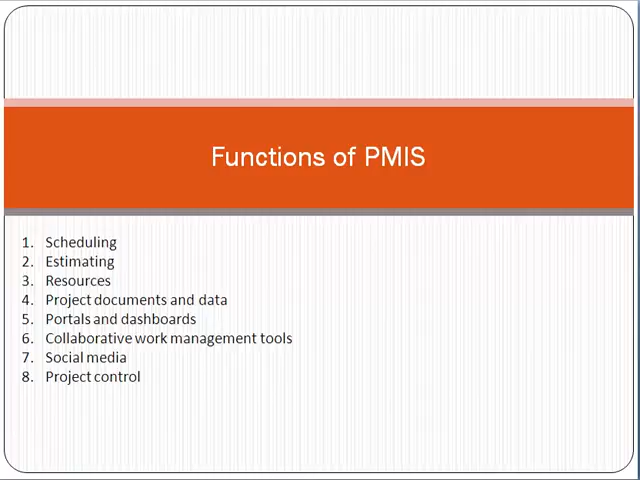 Functions of PMIS
1. Scheduling
2. Estimating
3. Resources
4. Project documents and data
5. Portals and dashboards
6. Collaborative work management tools
7. Social media
8. Project control